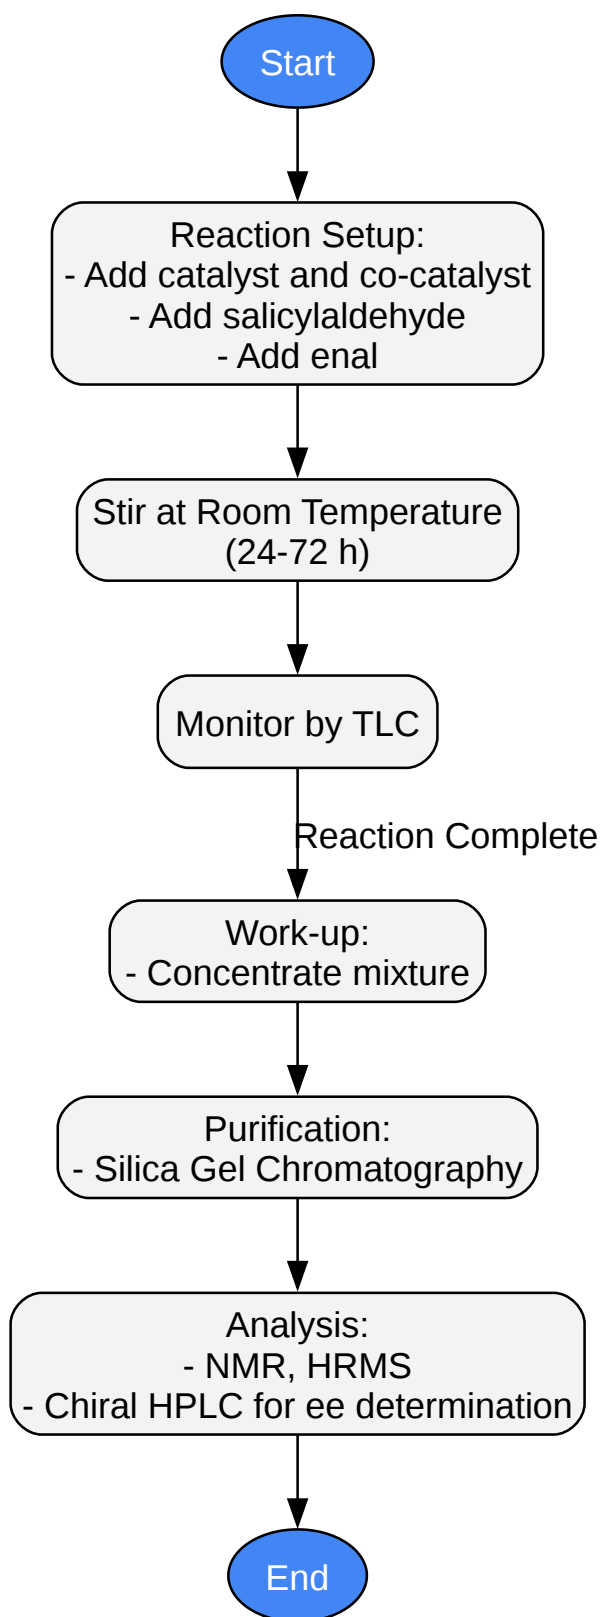 Start
Reaction Setup:
- Add catalyst and co-catalyst
- Add salicylaldehyde
- Add enal
Stir at Room Temperature
(24-72 h)
Monitor by TLC
Reaction Complete
Work-up:
- Concentrate mixture
Purification:
- Silica Gel Chromatography
Analysis:
- NMR, HRMS
- Chiral HPLC for ee determination
End